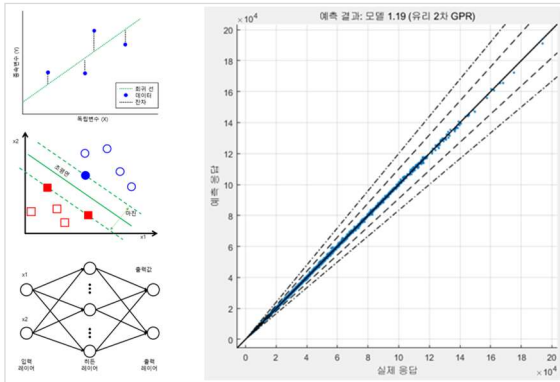 종속변수 (Y)
회귀 선
데이터
잔차
독립변수 (X)
x2
초평면
마진
x1
x1
출력값
x2
입력
레이어
히든
레이어
출력
레이어
예측 결과: 모델 1.19 (유리 2차 GPR)
×10⁴
20
18
16
14
12
10
8
6
4
2
0
예측 응답
0 2 4 6 8 10 12 14 16 18 20
실제 응답